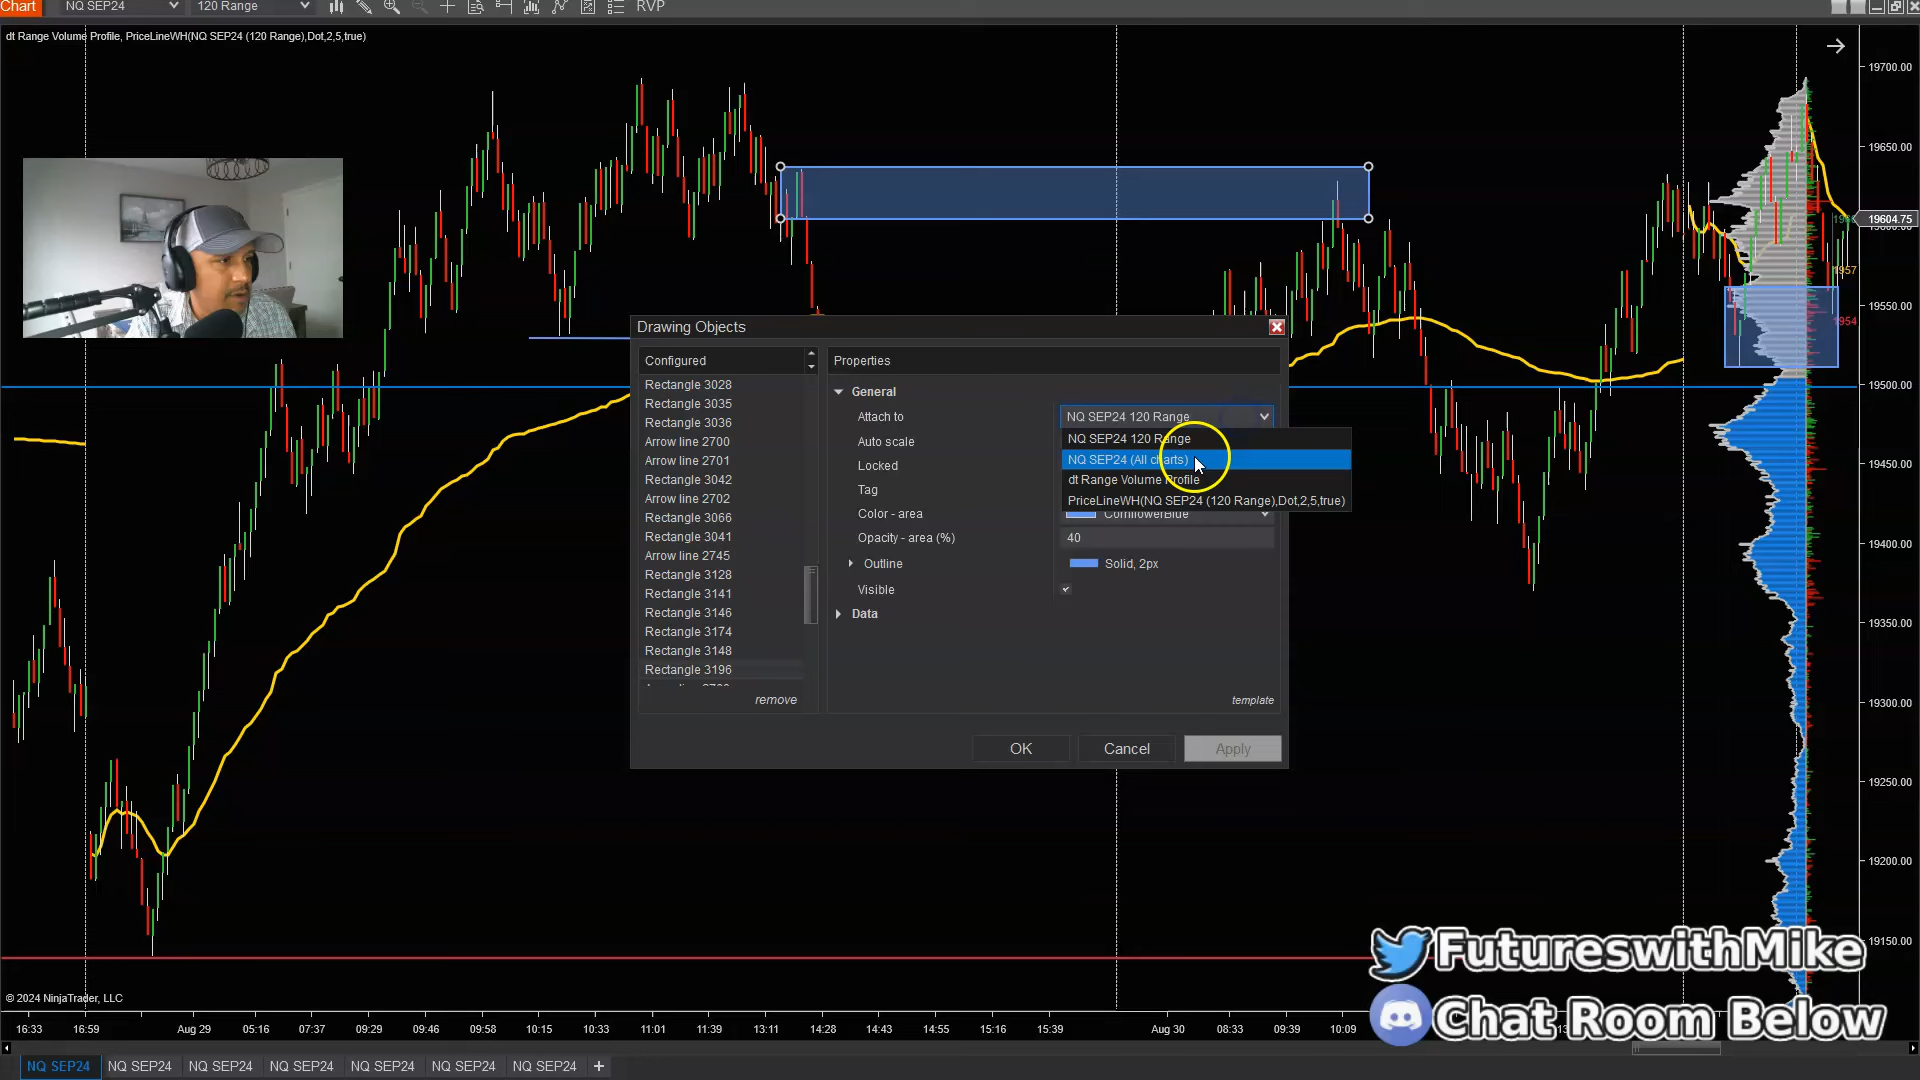 Chart
NQ SEP24
120 Range
RVP
dt Range Volume Profile, PriceLineWH(NQ SEP24 (120 Range),Dot,2,5,true)
19700.00
19650.00
19604.75
19550.00
19500.00
19450.00
19400.00
19350.00
19300.00
19250.00
19200.00
19150.00
1957
1954
Drawing Objects
Configured
Rectangle 3028
Rectangle 3035
Rectangle 3036
Arrow line 2700
Arrow line 2701
Rectangle 3042
Arrow line 2702
Rectangle 3066
Rectangle 3041
Arrow line 2745
Rectangle 3128
Rectangle 3141
Rectangle 3146
Rectangle 3174
Rectangle 3148
Rectangle 3196
remove
Properties
General
Attach to
NQ SEP24 120 Range
NQ SEP24 120 Range
NQ SEP24 (All charts)
dt Range Volume Profile
PriceLineWH(NQ SEP24 (120 Range),Dot,2,5,true)
Auto scale
Locked
Tag
Color - area
CornflowerBlue
Opacity - area (%)
40
Outline
Solid, 2px
Visible
Data
template
OK
Cancel
Apply
FutureswithMike
Chat Room Below
© 2024 NinjaTrader, LLC
16:33
16:59
Aug 29
05:16
07:37
09:29
09:46
09:58
10:15
10:33
11:01
11:39
13:11
14:28
14:43
14:55
15:16
15:39
Aug 30
08:33
09:39
10:09
NQ SEP24
NQ SEP24
NQ SEP24
NQ SEP24
NQ SEP24
NQ SEP24
NQ SEP24
+